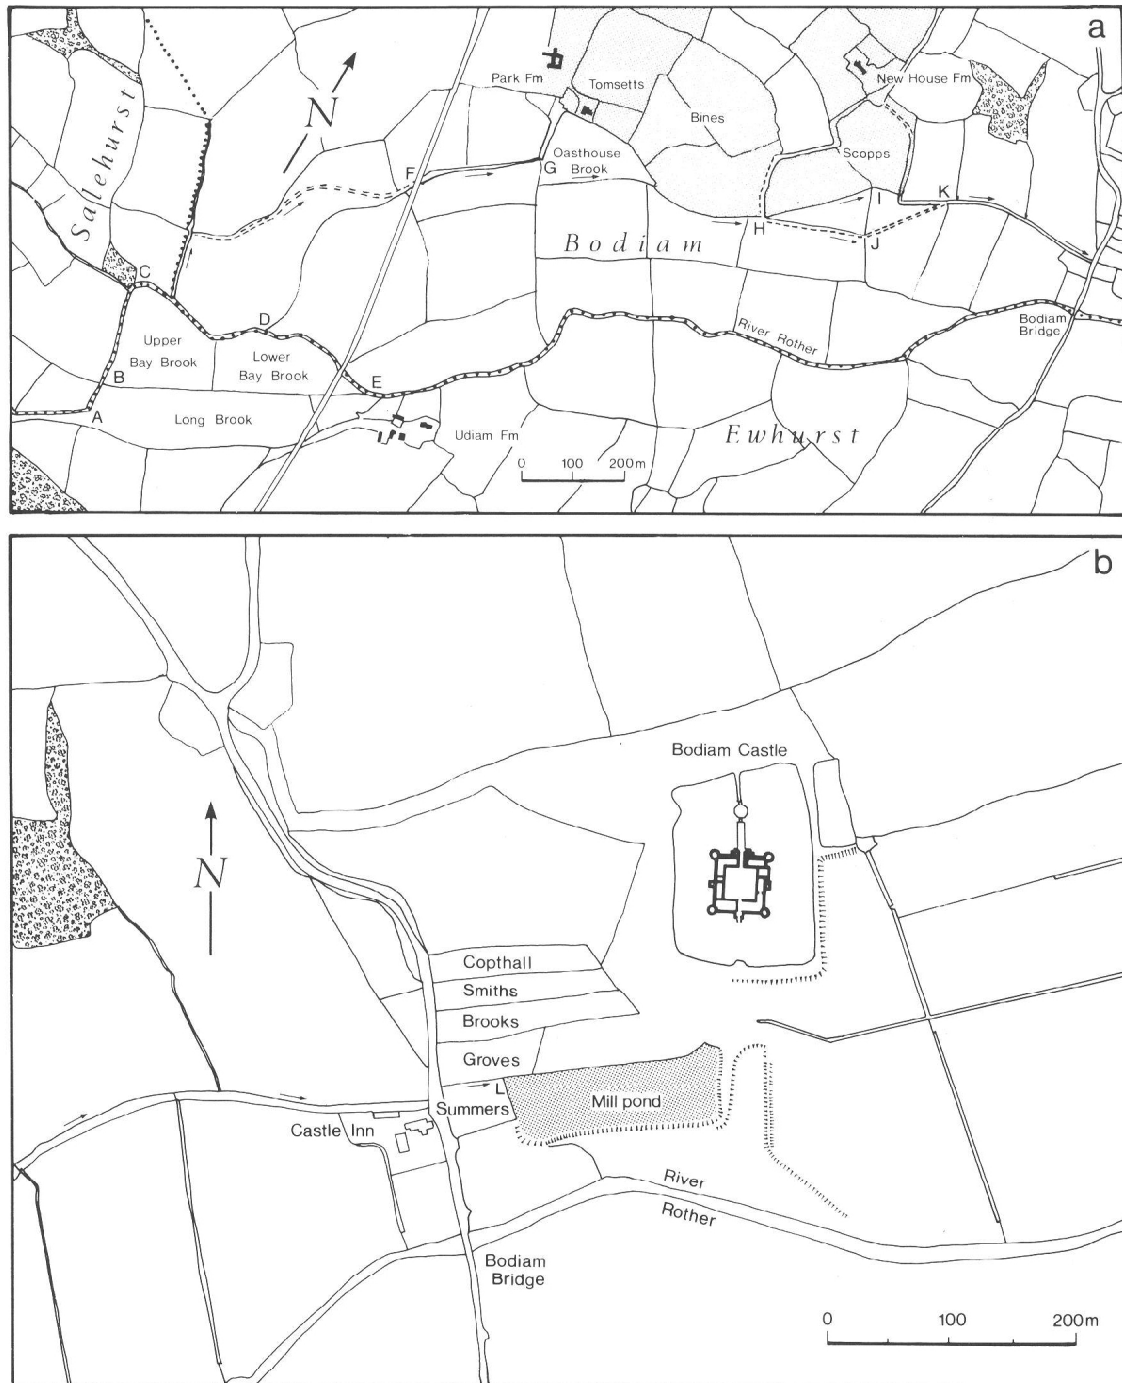 a
Salehurst
N
Park Fm
Tomsetts
Bines
New House Fm
Scopps
Oasthouse
Brook
F
G
H
I
J
K
Bodiam
C
D
Upper
Bay Brook
Lower
Bay Brook
B
A
E
Long Brook
Udiam Fm
River Rother
Bodiam
Bridge
Ewhurst
0 100 200m
b
N
Bodiam Castle
Copthall
Smiths
Brooks
Groves
L
Summers
Mill pond
Castle Inn
River
Rother
Bodiam
Bridge
0 100 200m